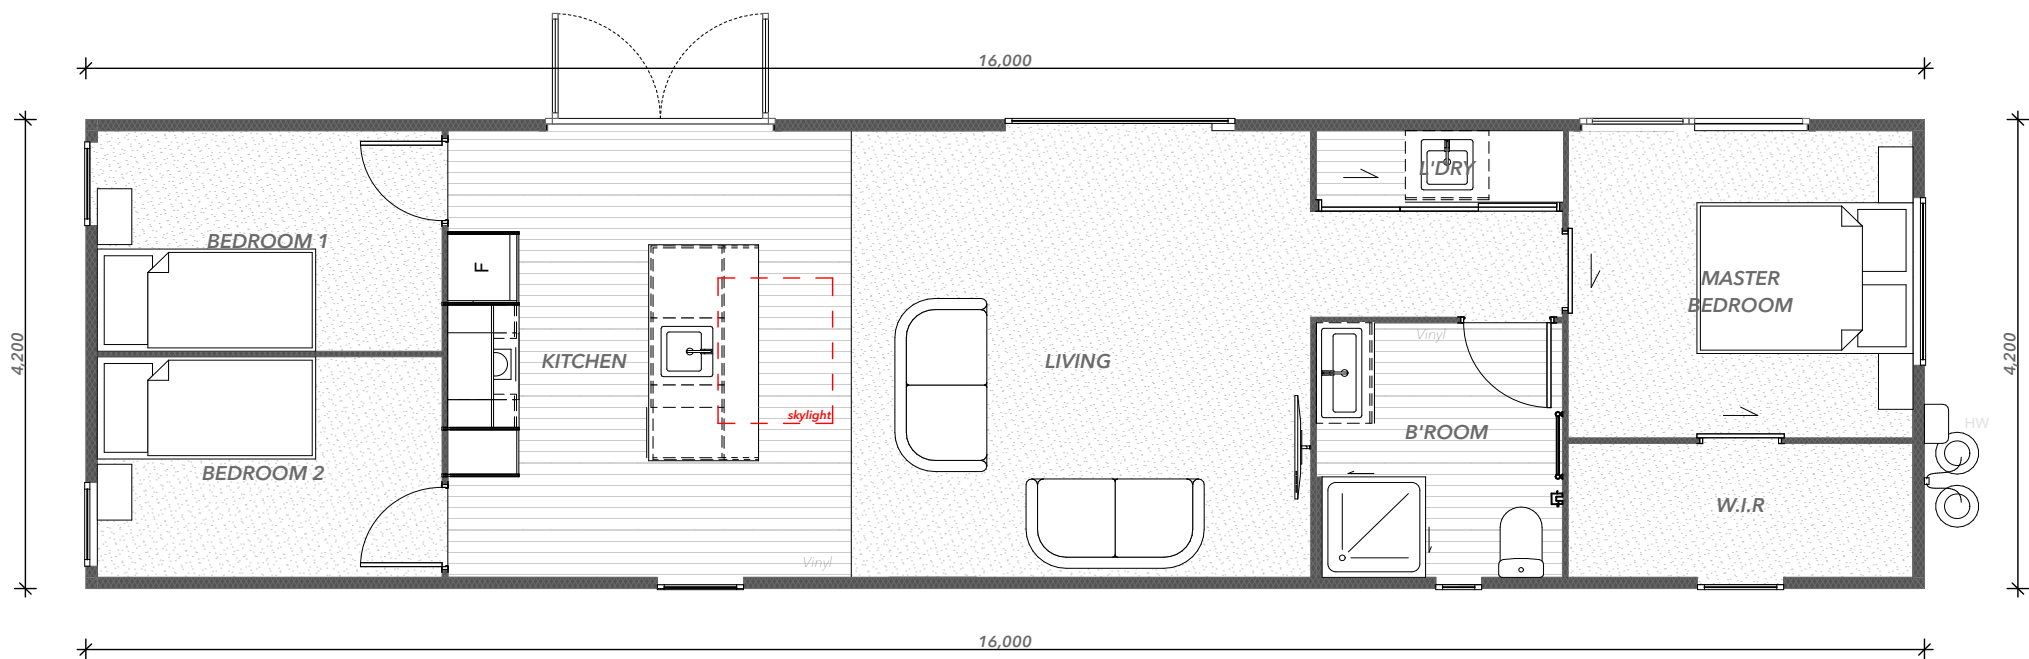 16,000
L'DRY
BEDROOM 1
F
MASTER
BEDROOM
Vinyl
4,200
KITCHEN
LIVING
4,200
skylight
HW
B'ROOM
BEDROOM 2
W.I.R
Vinyl
16,000